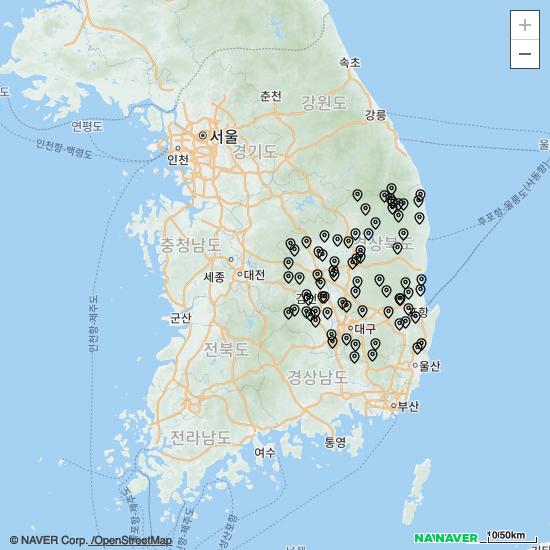 +
−
속초
춘천
강원도
강릉
도
연평도
서울
인천
인천항-백령도
경기도
울
후포항-울릉도(사동항)
충청남도
경상북도
세종
대전
인천항-제주도
군산
대구
전북도
경상남도
울산
부산
전라남도
여수
통영
© NAVER Corp. /OpenStreetMap
NAVER
10/50km